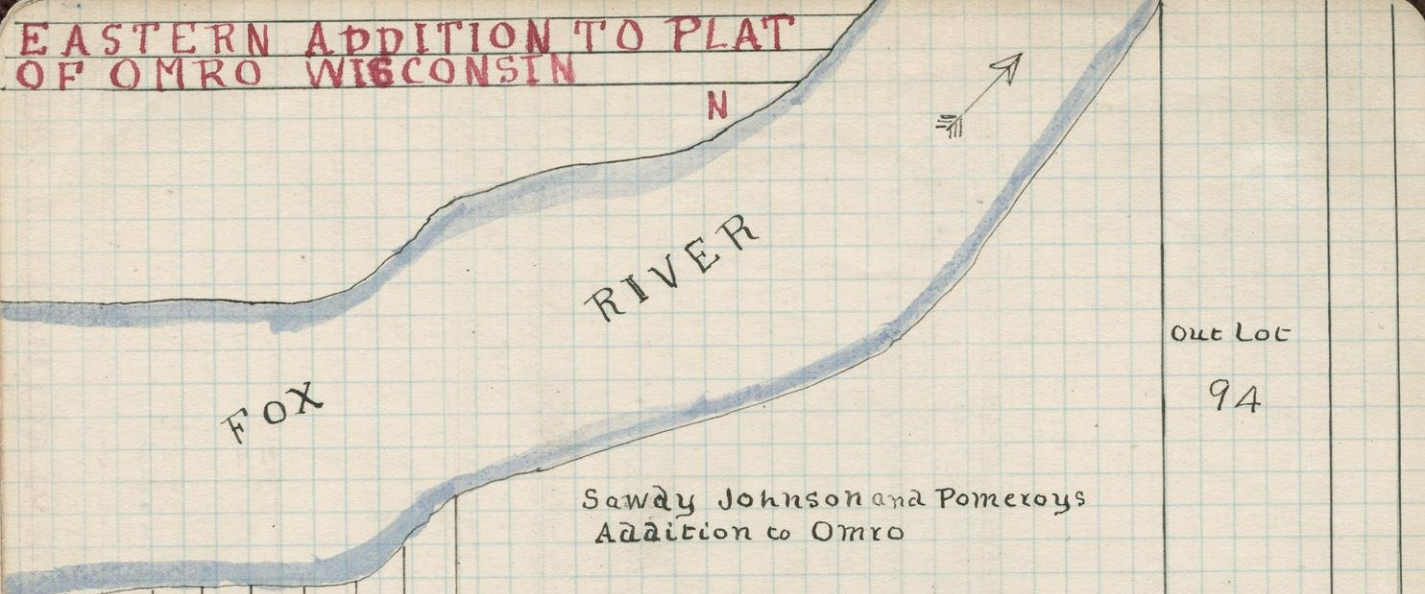 EASTERN ADDITION TO PLAT
OF OMRO WISCONSIN
N
RIVER
FOX
Out Lot
94
Sawdy Johnson and Pomeroys
Addition to Omro